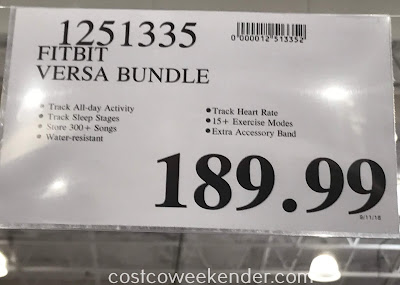 1251335
0"000012"513352"
FITBIT
VERSA BUNDLE
• Track All-day Activity
• Track Sleep Stages
• Store 300+ Songs
• Water-resistant
• Track Heart Rate
• 15+ Exercise Modes
• Extra Accessory Band
189.99
9/11/18
costcoweekender.com